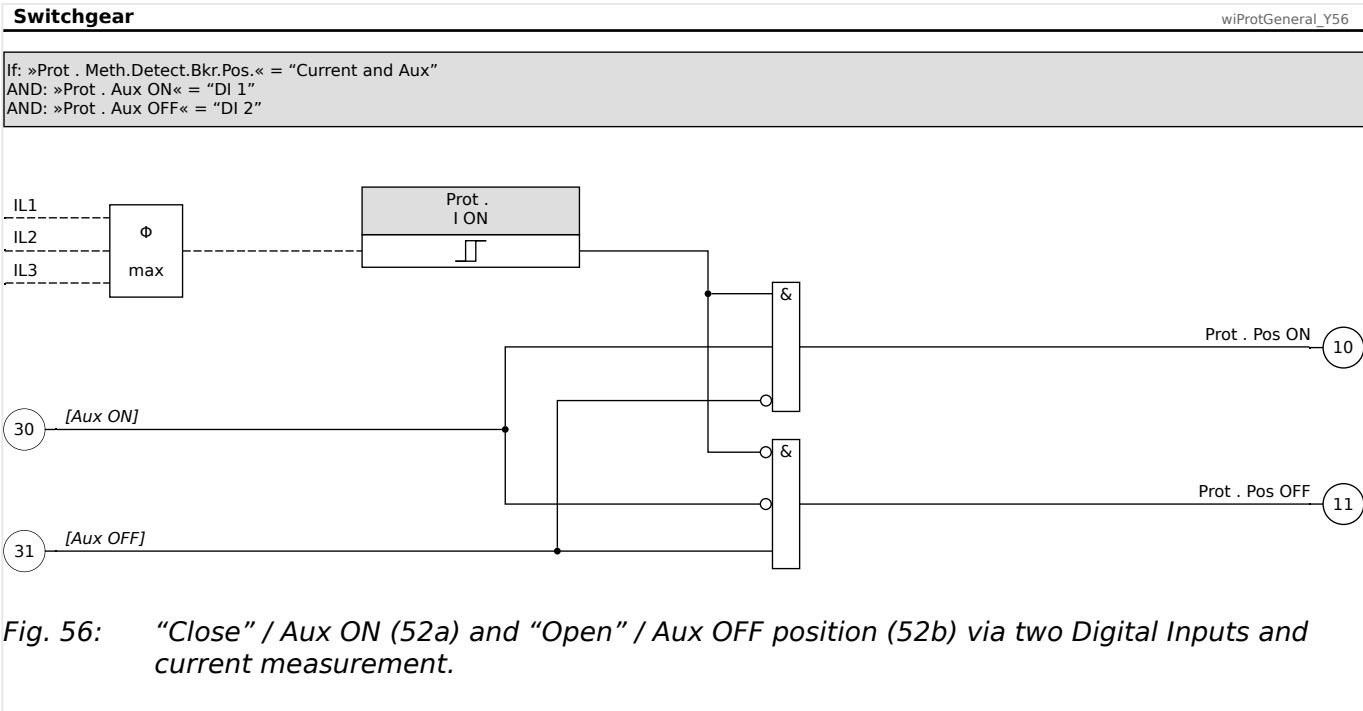 Switchgear
wiProtGeneral_Y56
If: »Prot . Meth.Detect.Bkr.Pos.« = “Current and Aux”
AND: »Prot . Aux ON« = “DI 1”
AND: »Prot . Aux OFF« = “DI 2”
IL1
IL2
IL3
Φ
max
Prot .
I ON
&
Prot . Pos ON
10
30
[Aux ON]
&
Prot . Pos OFF
11
31
[Aux OFF]
Fig. 56: “Close” / Aux ON (52a) and “Open” / Aux OFF position (52b) via two Digital Inputs and
current measurement.